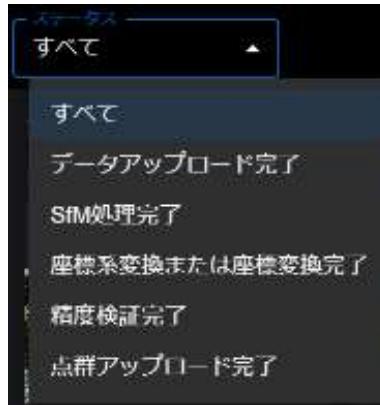 ステータス
すべて
すべて
データアップロード完了
SfM処理完了
座標系変換または座標変換完了
精度検証完了
点群アップロード完了